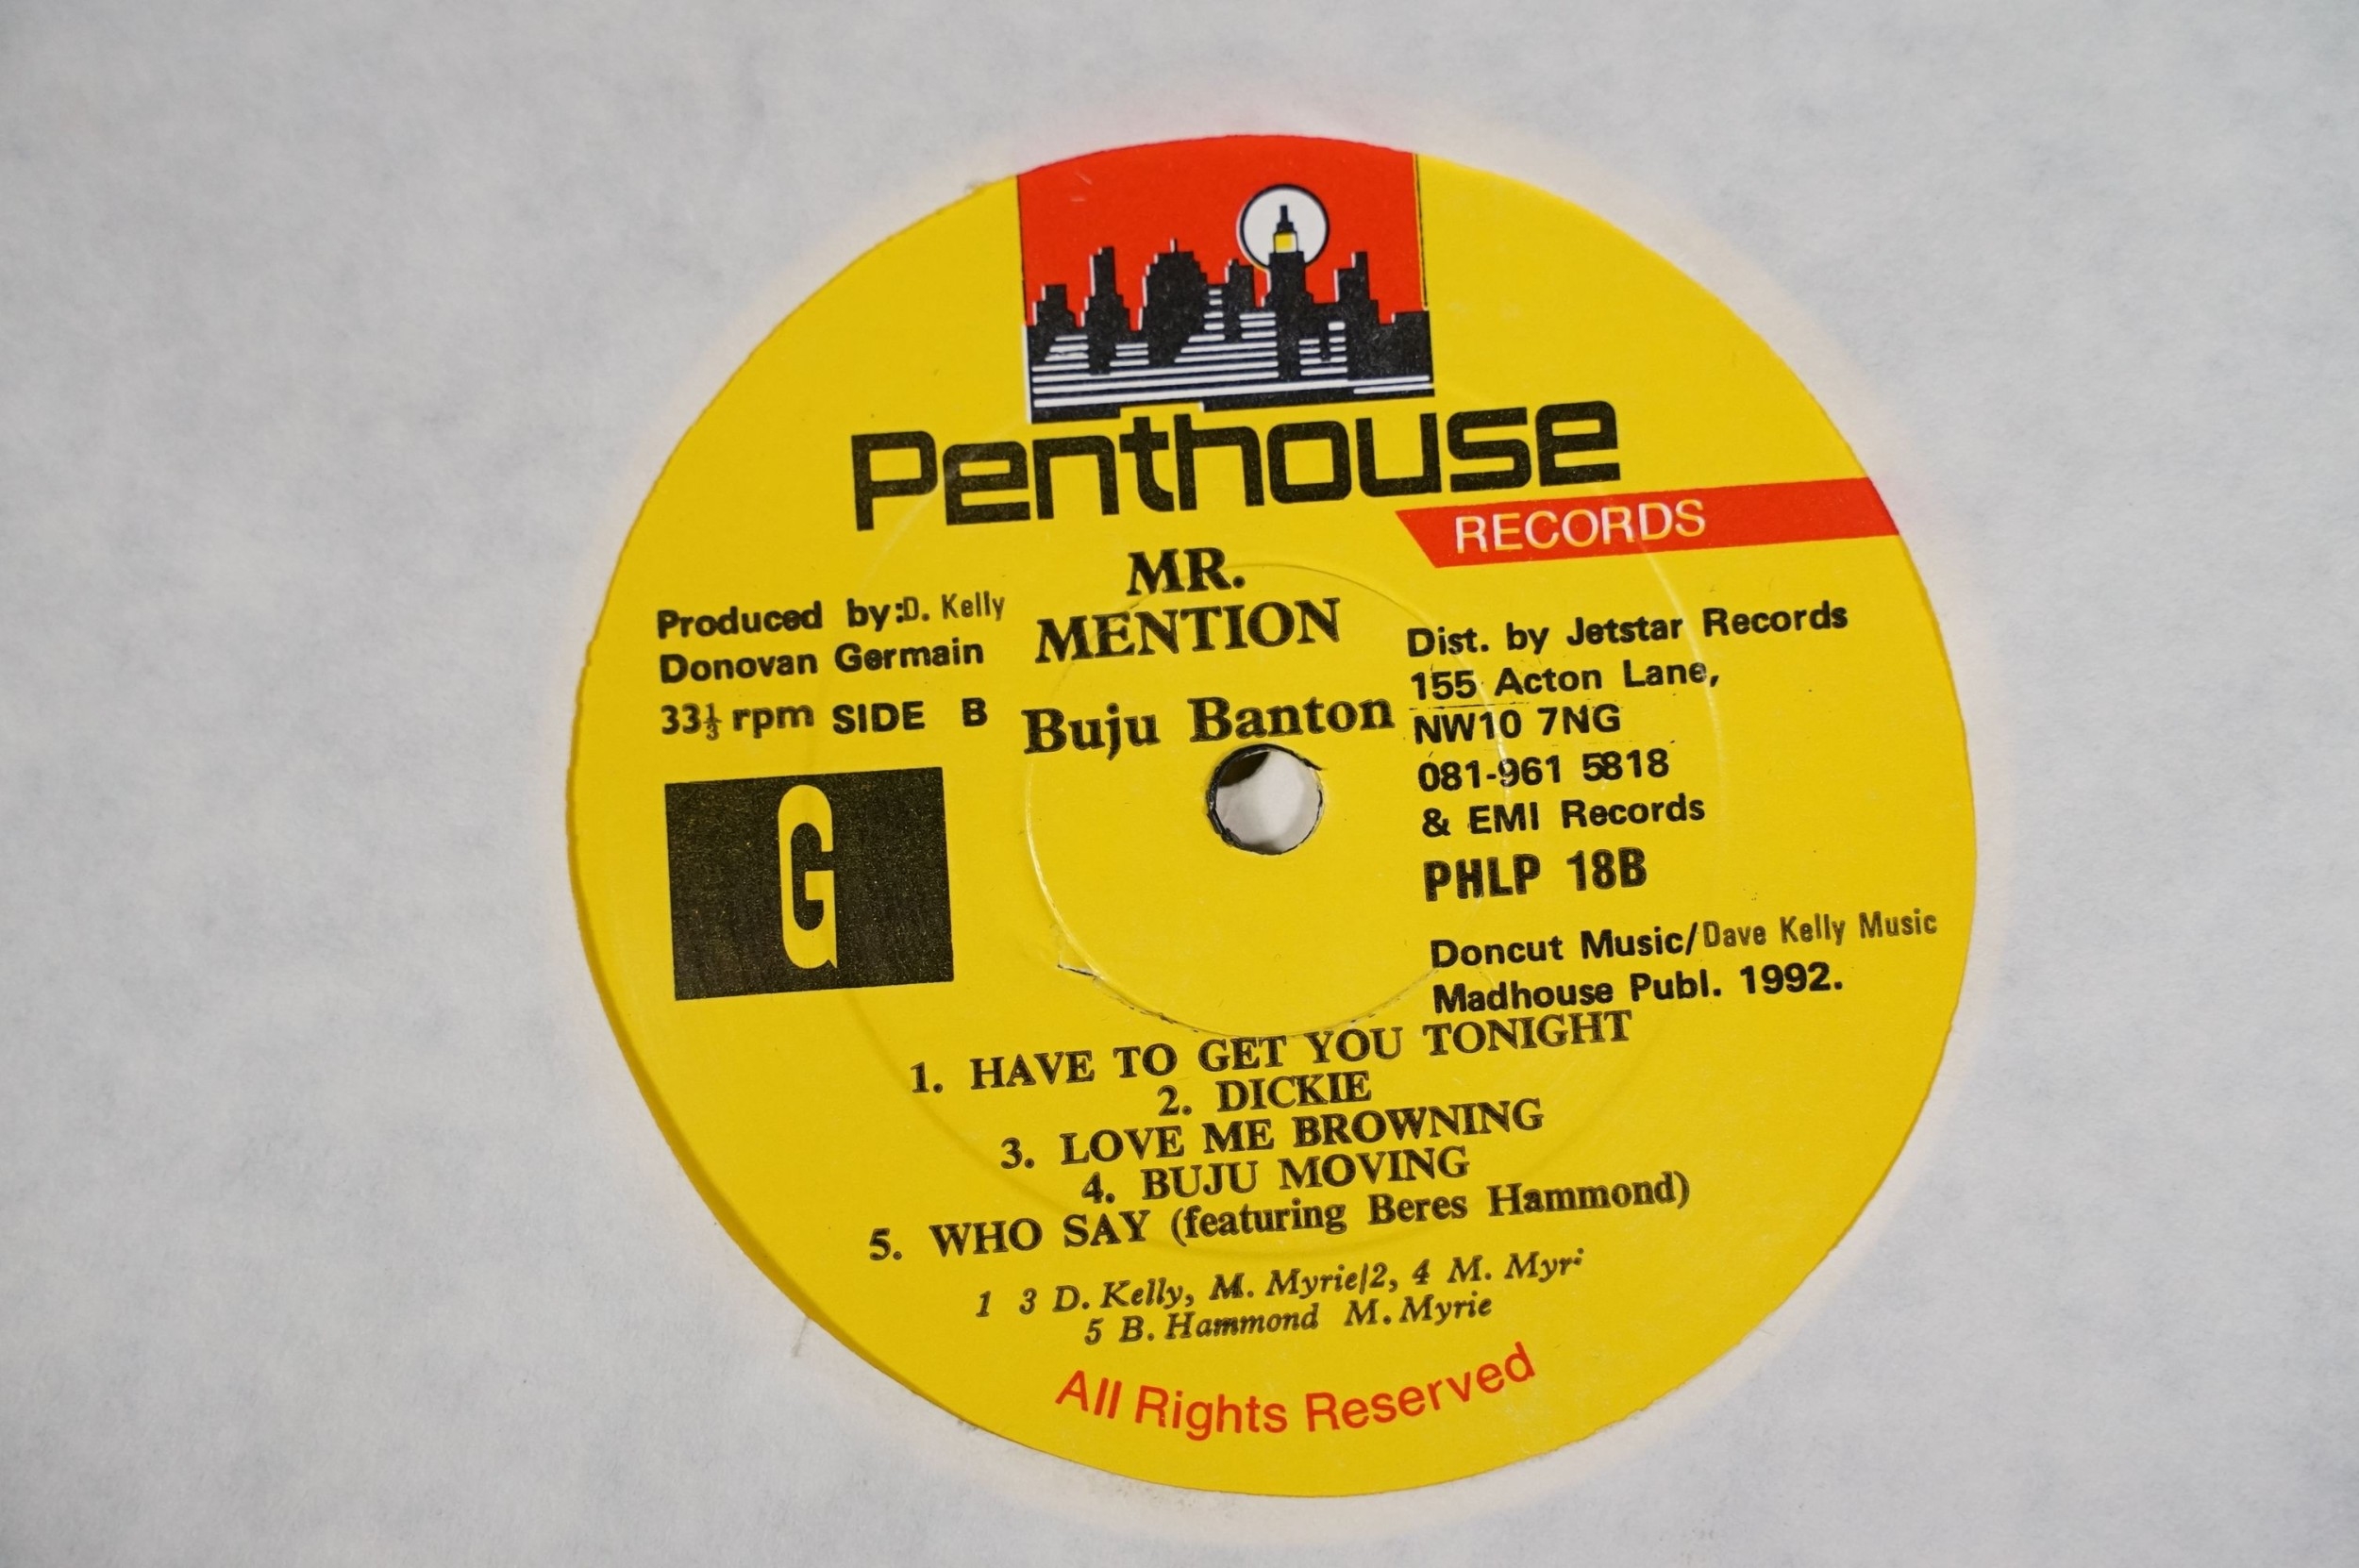 Penthouse
RECORDS
MR.
MENTION
Buju Banton
Produced by: D. Kelly
Donovan Germain
33⅓ rpm SIDE B
G
Dist. by Jetstar Records
155 Acton Lane,
NW10 7NG
081-961 5818
& EMI Records
PHLP 18B
Doncut Music/Dave Kelly Music
Madhouse Publ. 1992.
1. HAVE TO GET YOU TONIGHT
2. DICKIE
3. LOVE ME BROWNING
4. BUJU MOVING
5. WHO SAY (featuring Beres Hammond)
1 3 D. Kelly, M. Myrie/2, 4 M.
5 B. Hammond M. Myrie
All Rights Reserved